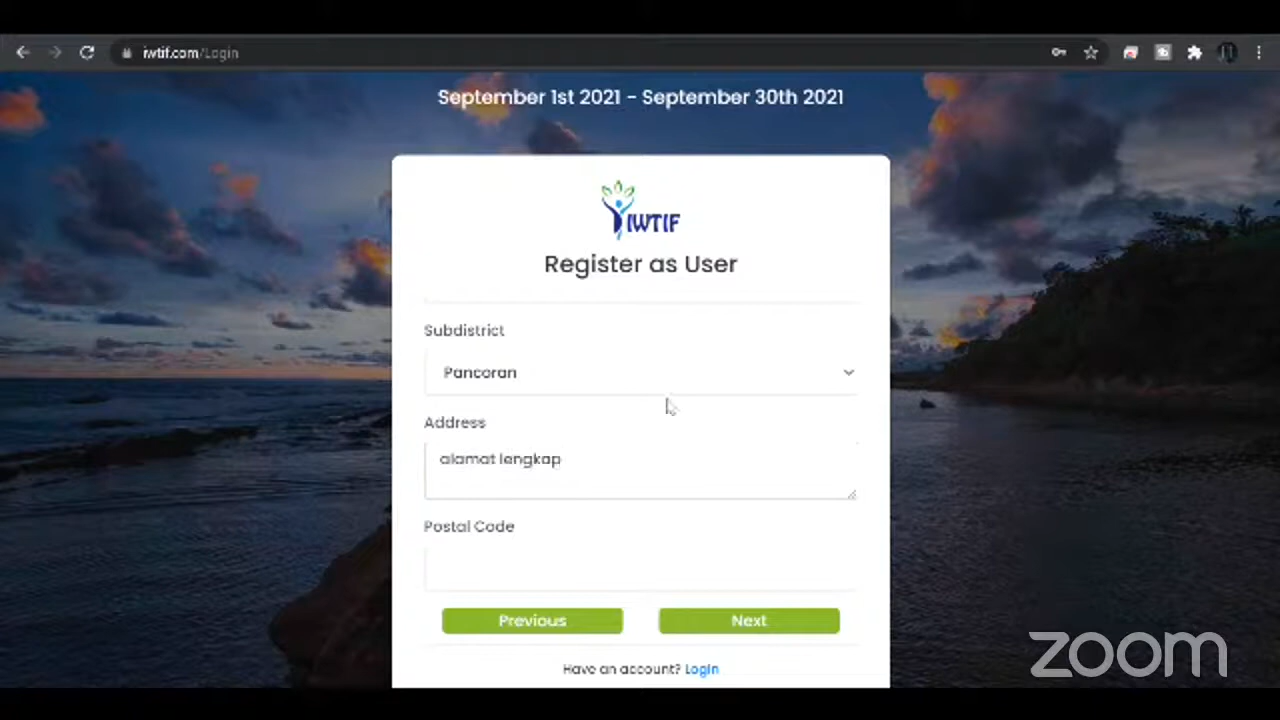 iwtif.com/Login
September 1st 2021 - September 30th 2021
IWTIF
Register as User
Subdistrict
Pancoran
Address
alamat lengkap
Postal Code
Previous Next
Have an account? Login
zoom